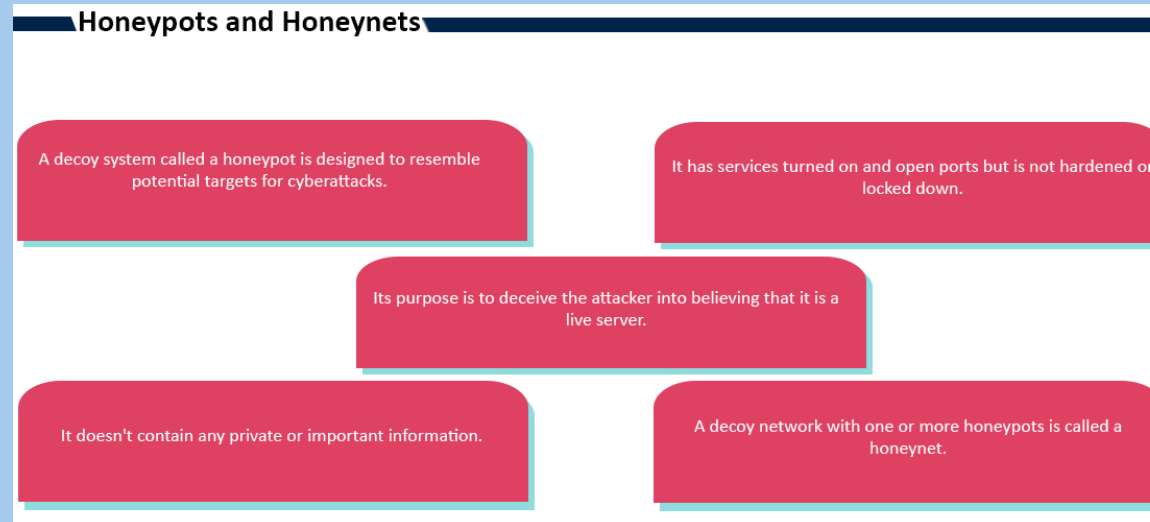 Honeypots and Honeynets
A decoy system called a honeypot is designed to resemble
potential targets for cyberattacks.
It has services turned on and open ports but is not hardened or
locked down.
Its purpose is to deceive the attacker into believing that it is a
live server.
It doesn't contain any private or important information.
A decoy network with one or more honeypots is called a
honeynet.